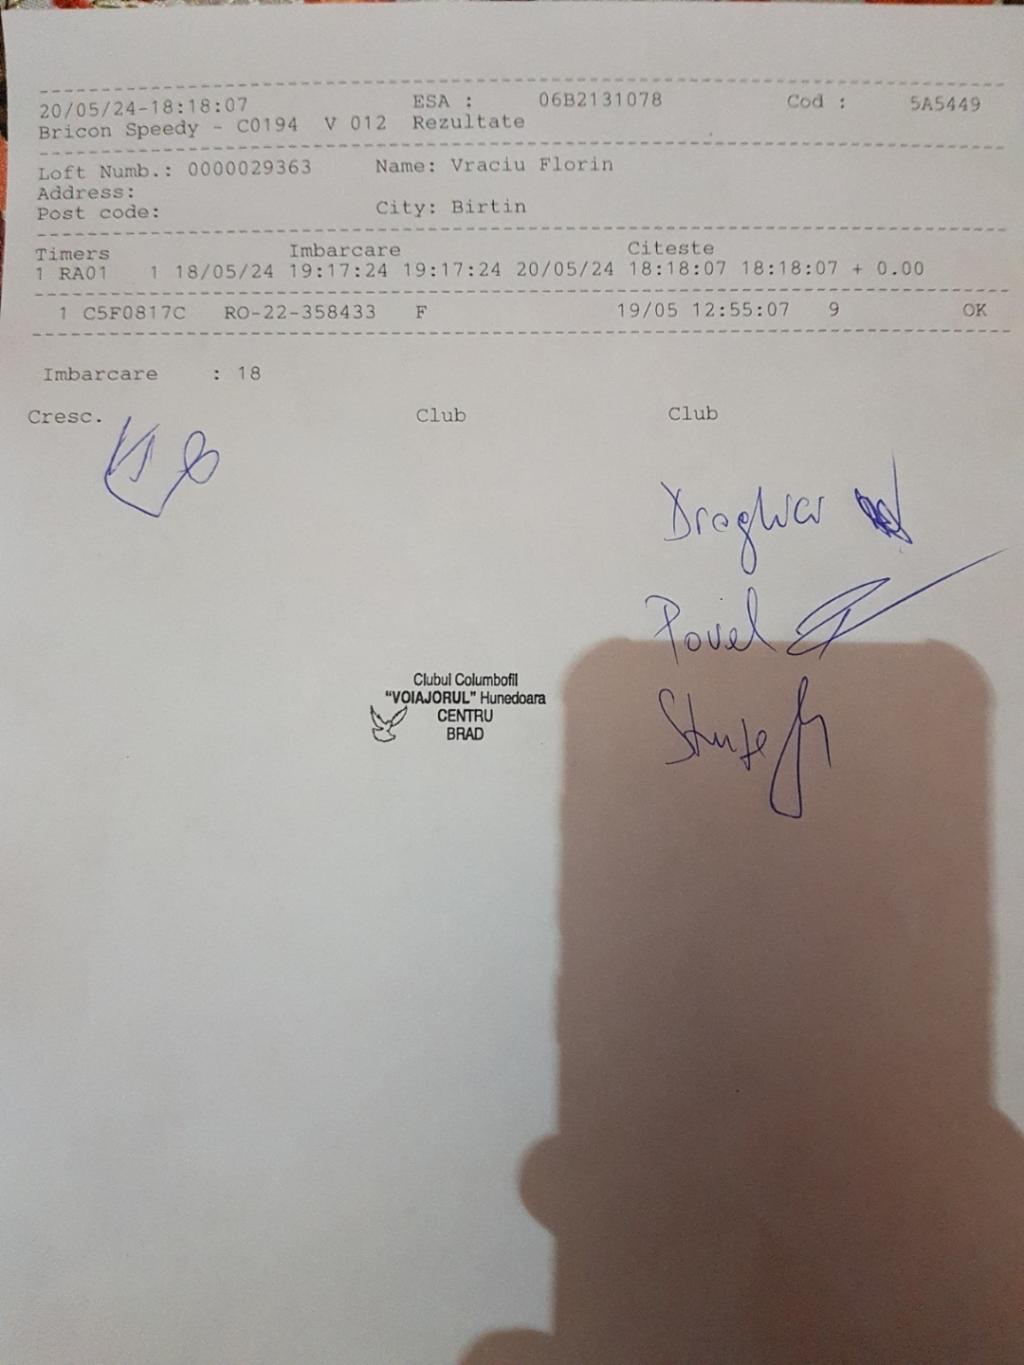 20/05/24-18:18:07 ESA : 06B2131078 Cod : 5A5449
Bricon Speedy - C0194 V 012 Rezultate
Loft Numb.: 0000029363 Name: Vraciu Florin
Address:
Post code: City: Birtin
Timers Imbarcare Citeste
1 RA01 1 18/05/24 19:17:24 19:17:24 20/05/24 18:18:07 18:18:07 + 0.00
1 C5F0817C RO-22-358433 F 19/05 12:55:07 9 OK
Imbarcare : 18
Cresc. Club Club
Povel
Clubul Columbofil
"VOIAJORUL" Hunedoara
CENTRU
BRAD